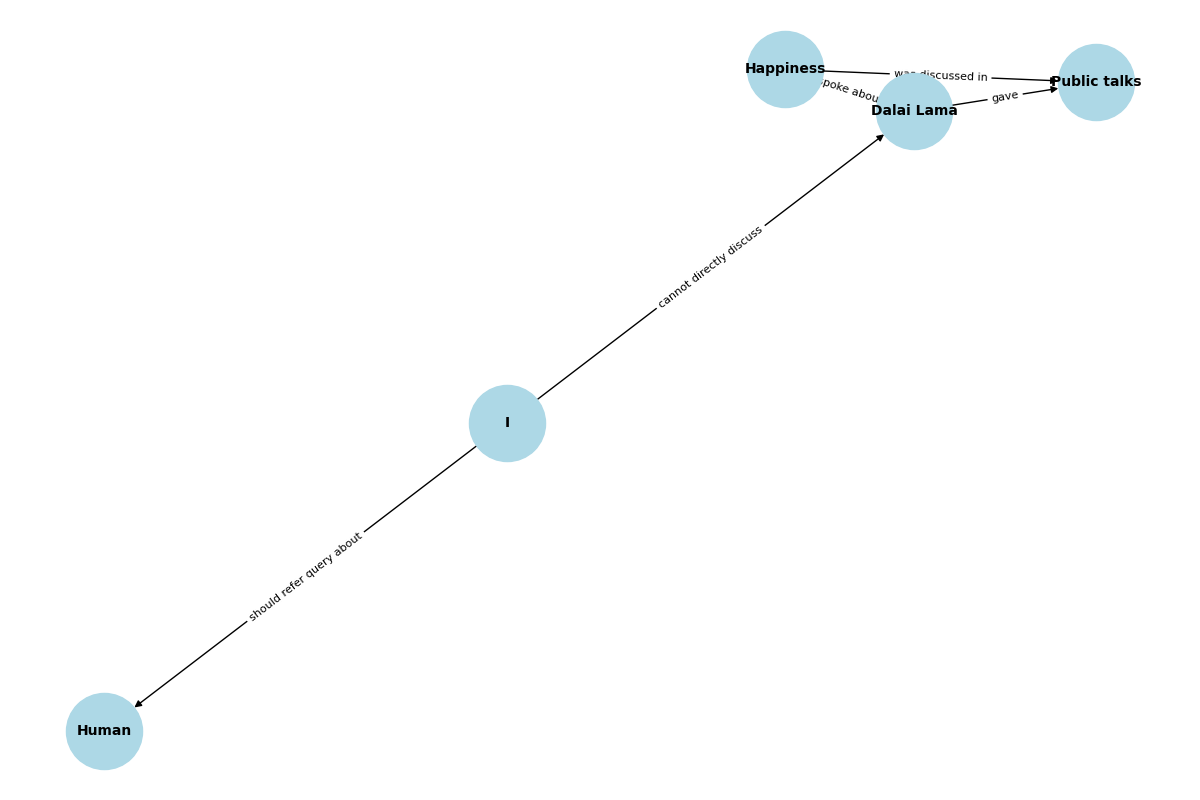 Happiness
was discussed in
Public talks
spoke about
Dalai Lama
gave
cannot directly discuss
I
should refer query about
Human